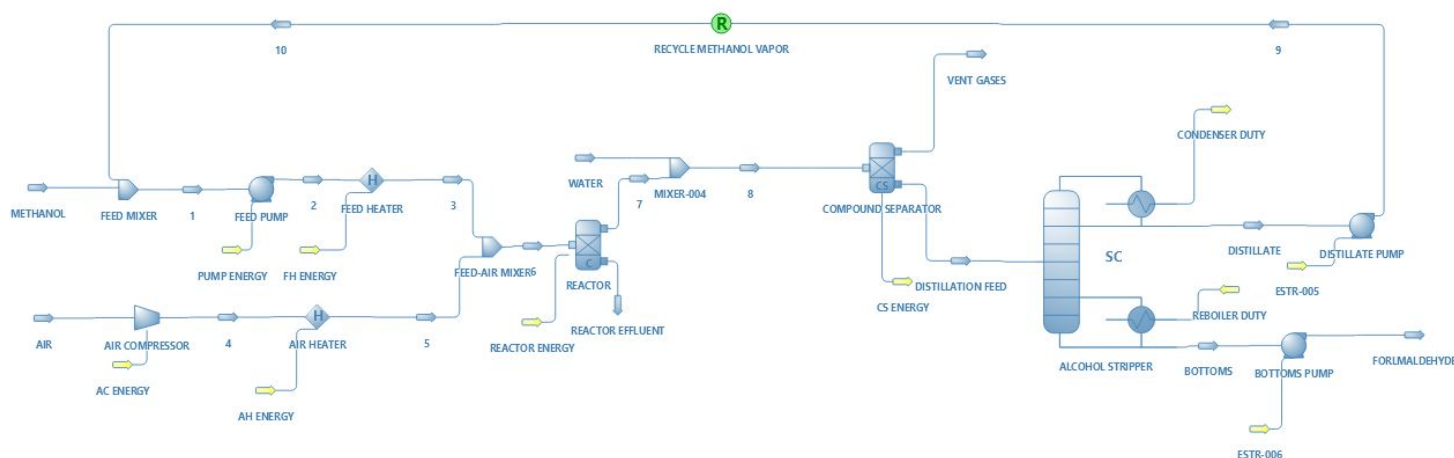 10
R
RECYCLE METHANOL VAPOR
9
VENT GASES
CONDENSER DUTY
METHANOL
FEED MIXER
1
FEED PUMP
2
H
FEED HEATER
3
WATER
MIXER-004
7
8
CS
COMPOUND SEPARATOR
SC
DISTILLATE
DISTILLATE PUMP
PUMP ENERGY
FH ENERGY
FEED-AIR MIXER
6
C
REACTOR
DISTILLATION FEED
CS ENERGY
ESTR-005
REBOILER DUTY
AIR
AIR COMPRESSOR
4
H
AIR HEATER
5
REACTOR ENERGY
REACTOR EFFLUENT
AC ENERGY
AH ENERGY
ALCOHOL STRIPPER
BOTTOMS
BOTTOMS PUMP
FORLMALDEHYDE
ESTR-006